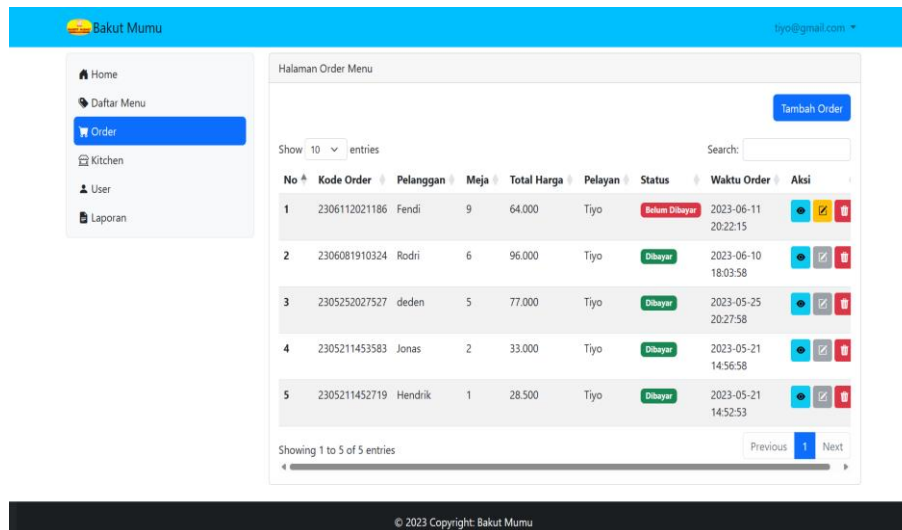 Bakut Mumu
tiyo@gmail.com
Home
Daftar Menu
Order
Kitchen
User
Laporan
Halaman Order Menu
Tambah Order
Show 10 entries
Search:
No Kode Order Pelanggan Meja Total Harga Pelayan Status Waktu Order Aksi
1 2306112021186 Fendi 9 64.000 Tiyo Belum Dibayar 2023-06-11
20:22:15
2 2306081910324 Rodri 6 96.000 Tiyo Dibayar 2023-06-10
18:03:58
3 2305252027527 deden 5 77.000 Tiyo Dibayar 2023-05-25
20:27:58
4 2305211453583 Jonas 2 33.000 Tiyo Dibayar 2023-05-21
14:56:58
5 2305211452719 Hendrik 1 28.500 Tiyo Dibayar 2023-05-21
14:52:53
Showing 1 to 5 of 5 entries
Previous 1 Next
© 2023 Copyright: Bakut Mumu